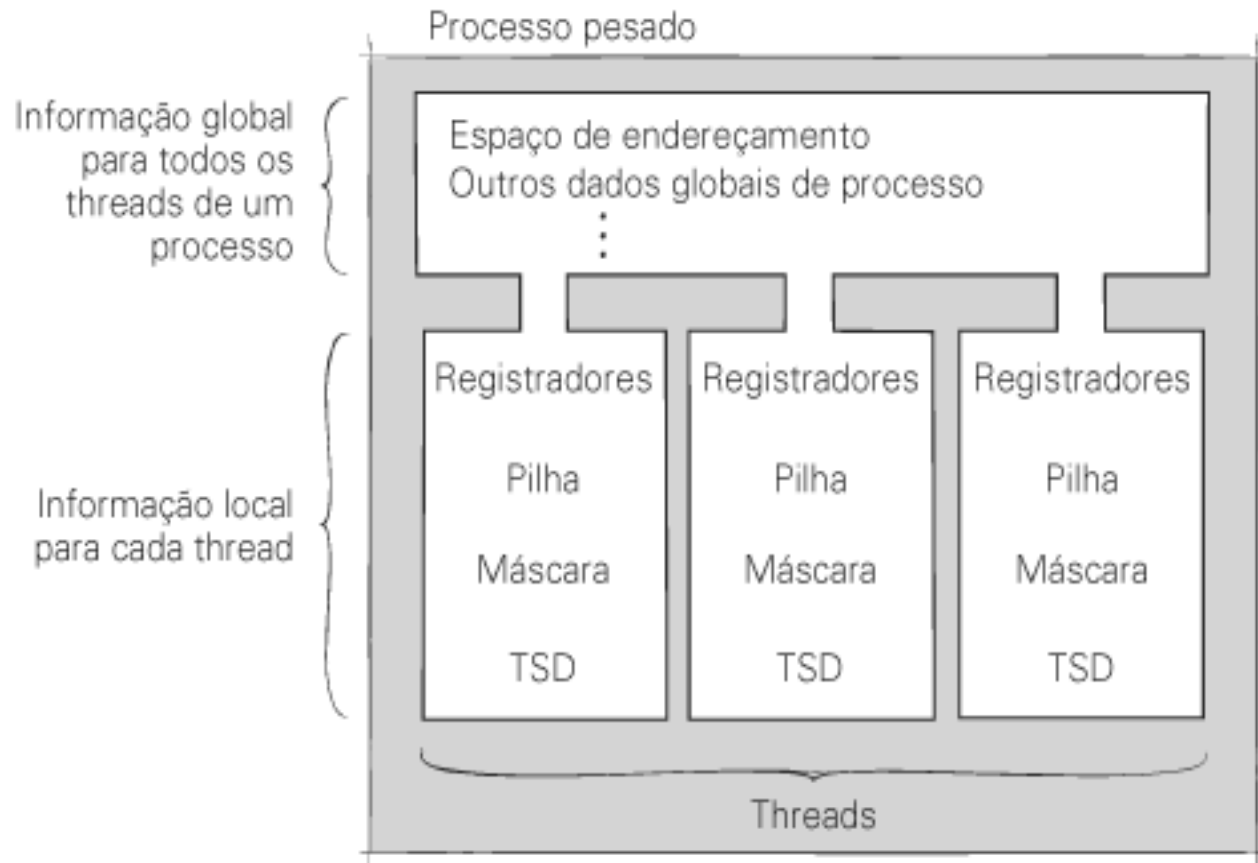 Processo pesado
Informação global
para todos os
threads de um
processo
Espaço de endereçamento
Outros dados globais de processo
Informação local
para cada thread
Registradores
Pilha
Máscara
TSD
Registradores
Pilha
Máscara
TSD
Registradores
Pilha
Máscara
TSD
Threads